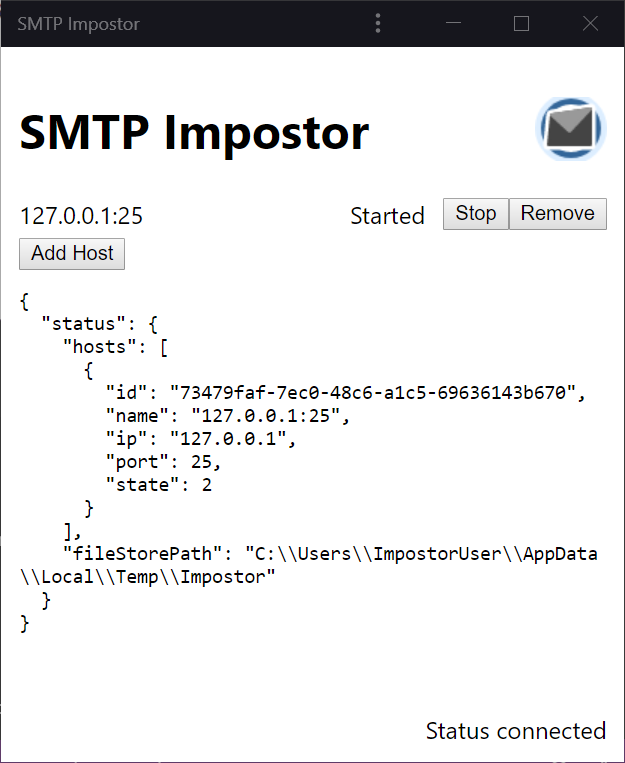 SMTP Impostor
SMTP Impostor
127.0.0.1:25 Started Stop Remove
Add Host
{
  "status": {
    "hosts": [
      {
        "id": "73479faf-7ec0-48c6-a1c5-69636143b670",
        "name": "127.0.0.1:25",
        "ip": "127.0.0.1",
        "port": 25,
        "state": 2
      }
    ],
    "fileStorePath": "C:\\Users\\ImpostorUser\\AppData
\\Local\\Temp\\Impostor"
  }
}
Status connected